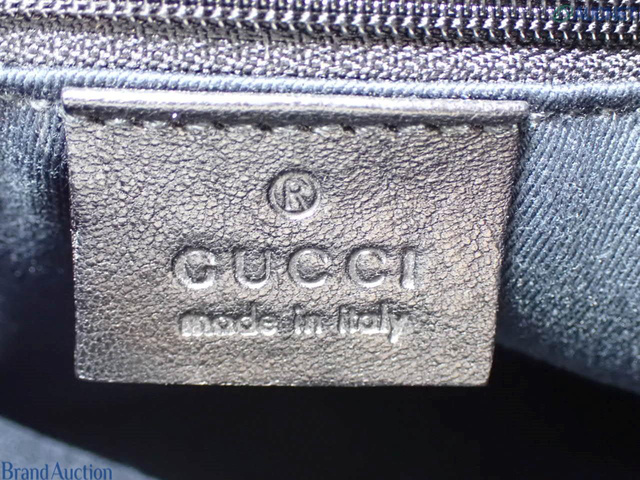 ®
GUCCI
made in Italy
Brand Auction